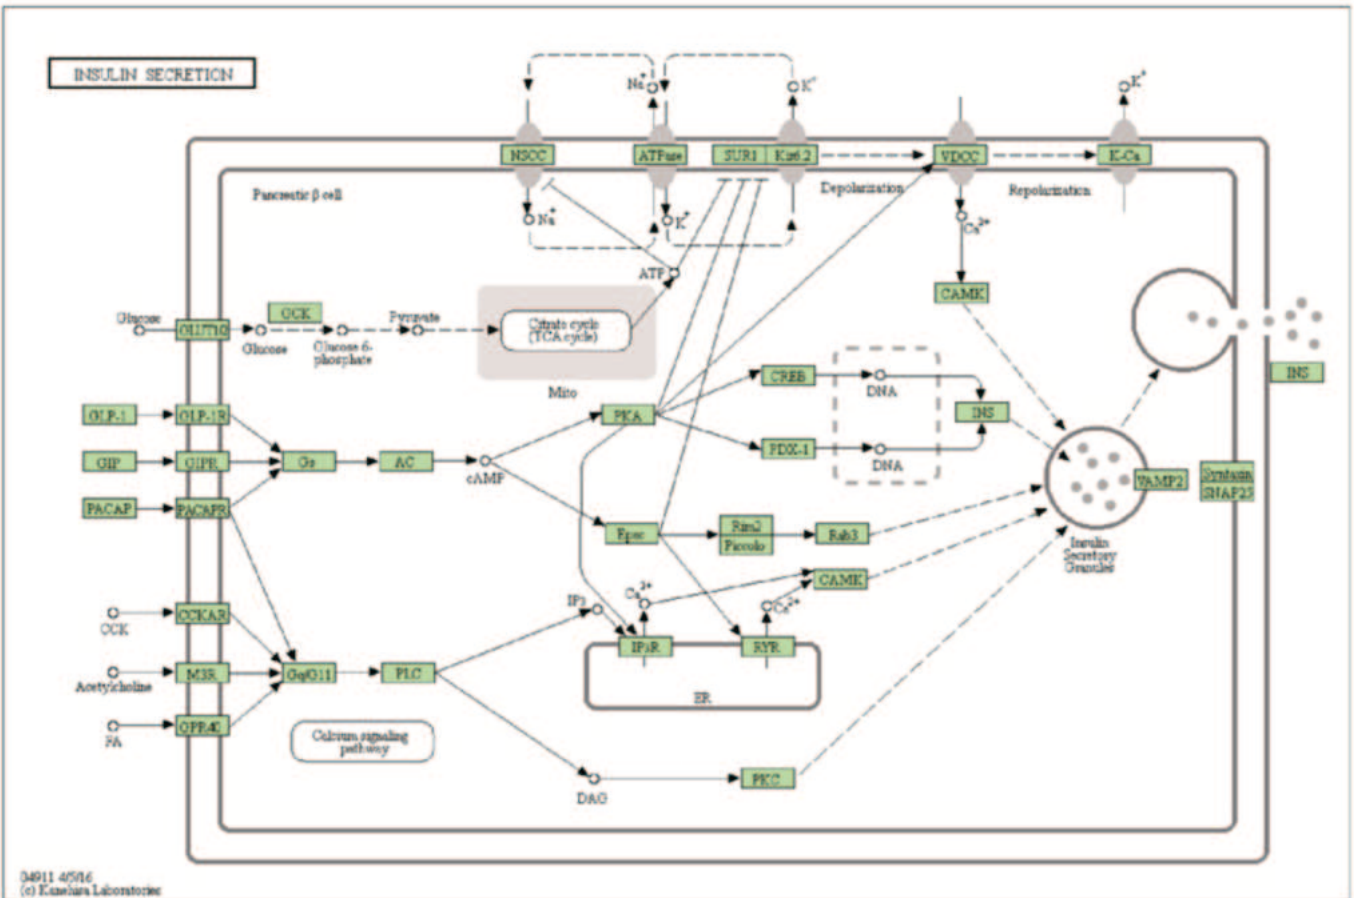 INSULIN SECRETION
Na⁺
K⁺
K⁺
NSCC
ATPase
SUR1
Kir6.2
VDCC
K-Ca
Pancreatic β cell
Depolarization
Repolarization
Na⁺
K⁺
Ca²⁺
ATP
CAMK
Glucose
GCK
Pyruvate
Citrate cycle
(TCA cycle)
Glucose
Glucose 6-
phosphate
Mito
CREB
DNA
INS
INS
GLP-1
GLP-1R
PKA
GIP
GIPR
Gs
AC
cAMP
PDX-1
DNA
VAMP2
Syntaxin
SNAP25
PACAP
PACAPR
Epac
Rim2
Piccolo
Rab3
Insulin
Secretory
Granules
CAMK
IP₃
Ca²⁺
Ca²⁺
CCK
CCKAR
IP₃R
RYR
Acetylcholine
M3R
Gq/G11
PLC
ER
FA
GPR40
Calcium signaling
pathway
DAG
PKC
04911 4/5/16
(c) Kanehisa Laboratories